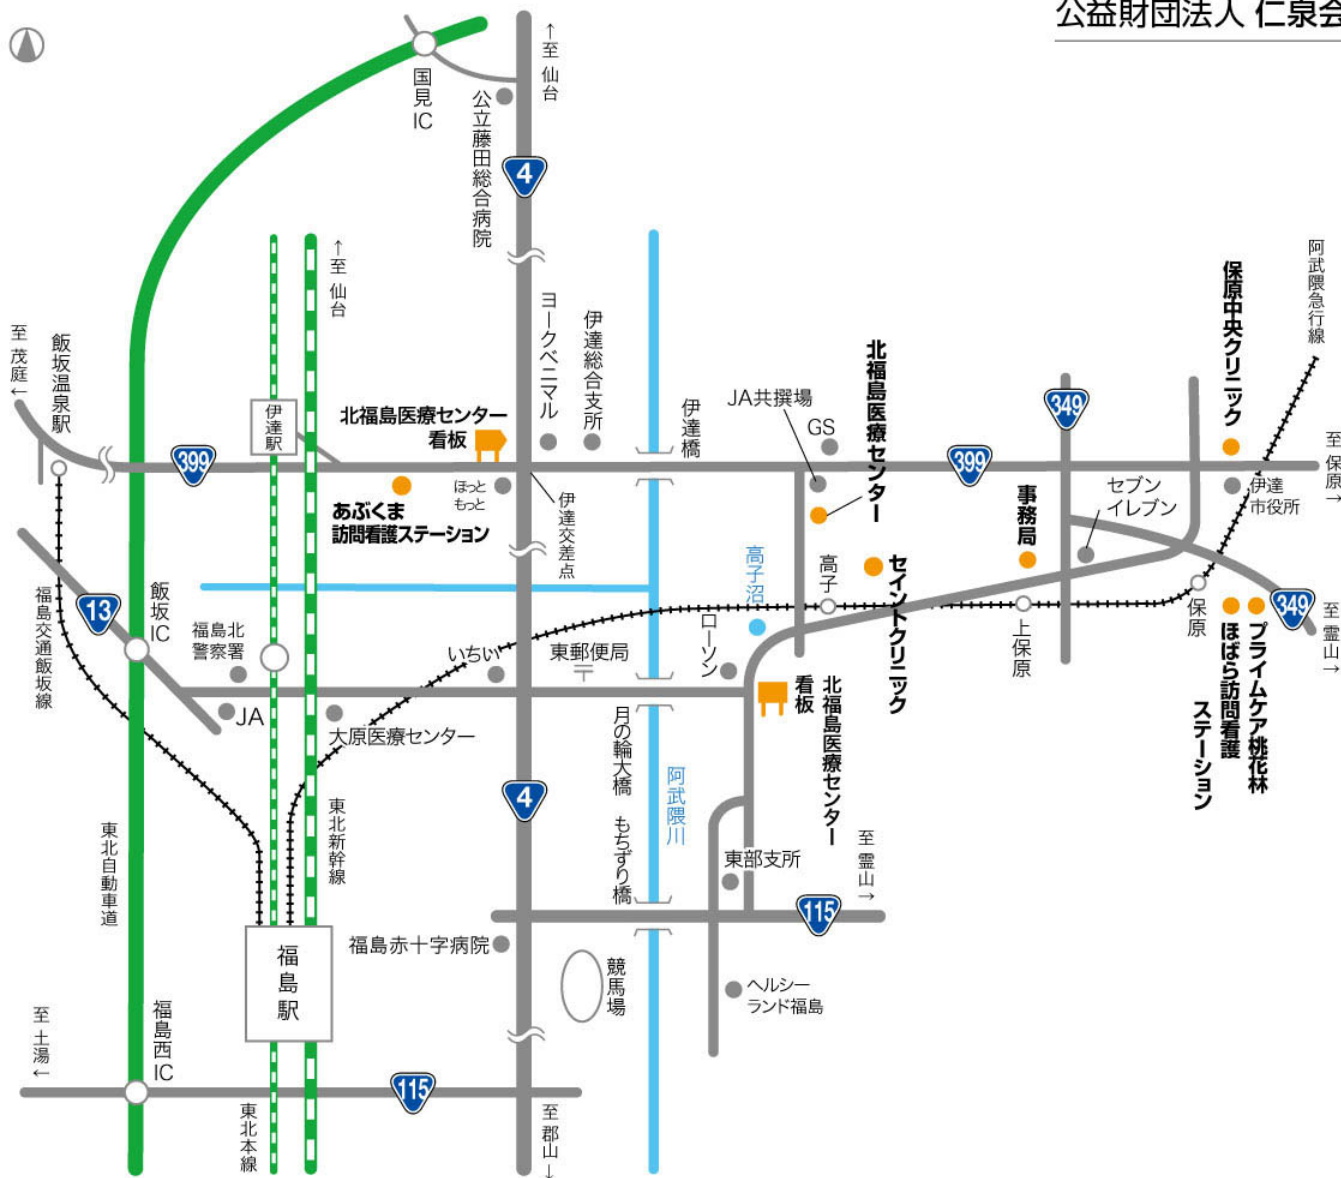 公益財団法人 仁泉会
↑至 仙台
国見IC
公立藤田総合病院
4
↑至 仙台
至 茂庭←
飯坂温泉駅
伊達駅
北福島医療センター
看板
ヨークベニマル
伊達総合支所
伊達橋
JA共撰場
GS
北福島医療センター
349
保原中央クリニック
阿武隈急行線
399
399
至 保原→
ほっと
もっと
伊達交差点
あぶくま
訪問看護ステーション
事務局
セブン
イレブン
伊達
市役所
高子沼
高子
セイントクリニック
13
飯坂IC
福島交通飯坂線
福島北
警察署
いちい
東郵便局
〒
ローソン
上保原
保原
349
至 霊山→
プライムケア桃花林
ほばら訪問看護
ステーション
JA
大原医療センター
月の輪大橋
看板
北福島医療センター
阿武隈川
4
東北自動車道
東北新幹線
もちずり橋
東部支所
至 霊山→
115
福島駅
福島赤十字病院
競馬場
ヘルシー
ランド福島
至 土湯←
福島西IC
115
東北本線
至 郡山→